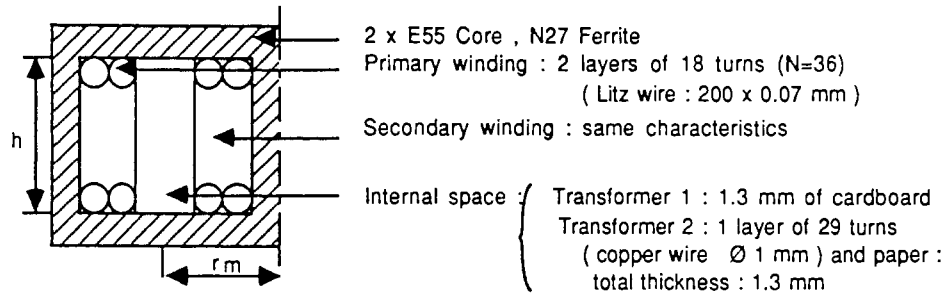 2 x E55 Core , N27 Ferrite
Primary winding : 2 layers of 18 turns (N=36)
( Litz wire : 200 x 0.07 mm )
h
Secondary winding : same characteristics
Internal space :
Transformer 1 : 1.3 mm of cardboard
Transformer 2 : 1 layer of 29 turns
( copper wire Ø 1 mm ) and paper :
total thickness : 1.3 mm
rm